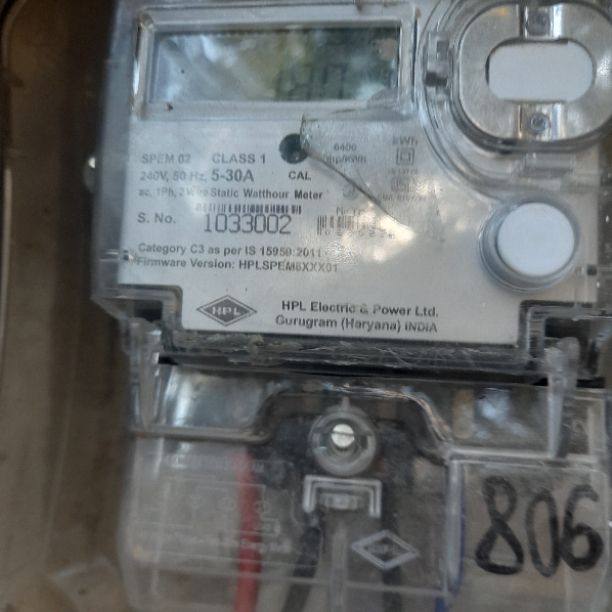 kWh
SPEM 02 CLASS 1
6400
240V, 50 Hz, 5-30A CAL
ac, 1Ph, 2 Wire Static Watthour Meter
S. No. 1033002
Category C3 as per IS 15959:2011
Firmware Version: HPLSPEM6XXX01
HPL
HPL Electric & Power Ltd.
Gurugram (Haryana) INDIA
806